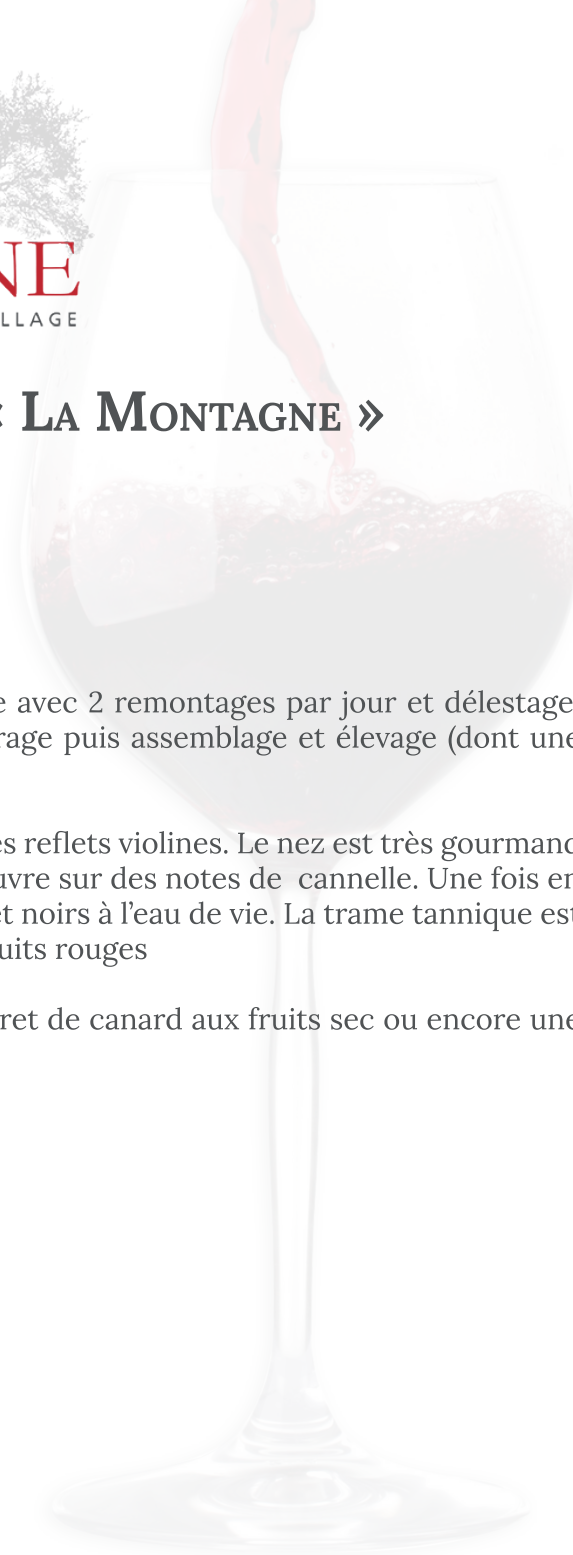 NE
LLAGE
« La Montagne »
e avec 2 remontages par jour et délestage
rage puis assemblage et élevage (dont une
es reflets violines. Le nez est très gourmand
uvre sur des notes de cannelle. Une fois en
et noirs à l'eau de vie. La trame tannique est
uits rouges
ret de canard aux fruits sec ou encore une